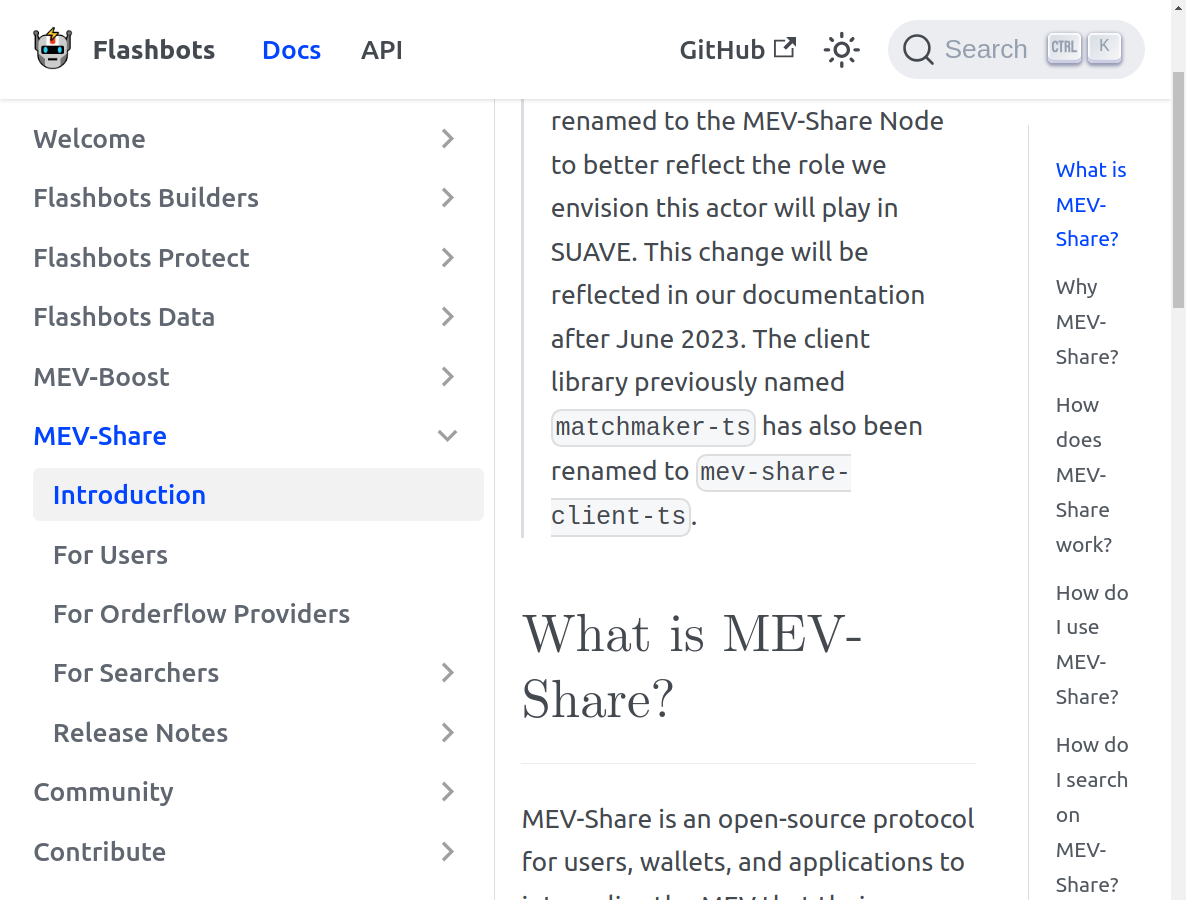 Flashbots
Docs
API
GitHub
Search
CTRL
K
Welcome
Flashbots Builders
Flashbots Protect
Flashbots Data
MEV-Boost
MEV-Share
Introduction
For Users
For Orderflow Providers
For Searchers
Release Notes
Community
Contribute
renamed to the MEV-Share Node
to better reflect the role we
envision this actor will play in
SUAVE. This change will be
reflected in our documentation
after June 2023. The client
library previously named
matchmaker-ts has also been
renamed to mev-share-
client-ts.
What is MEV-
Share?
MEV-Share is an open-source protocol
for users, wallets, and applications to
What is
MEV-
Share?
Why
MEV-
Share?
How
does
MEV-
Share
work?
How do
I use
MEV-
Share?
How do
I search
on
MEV-
Share?